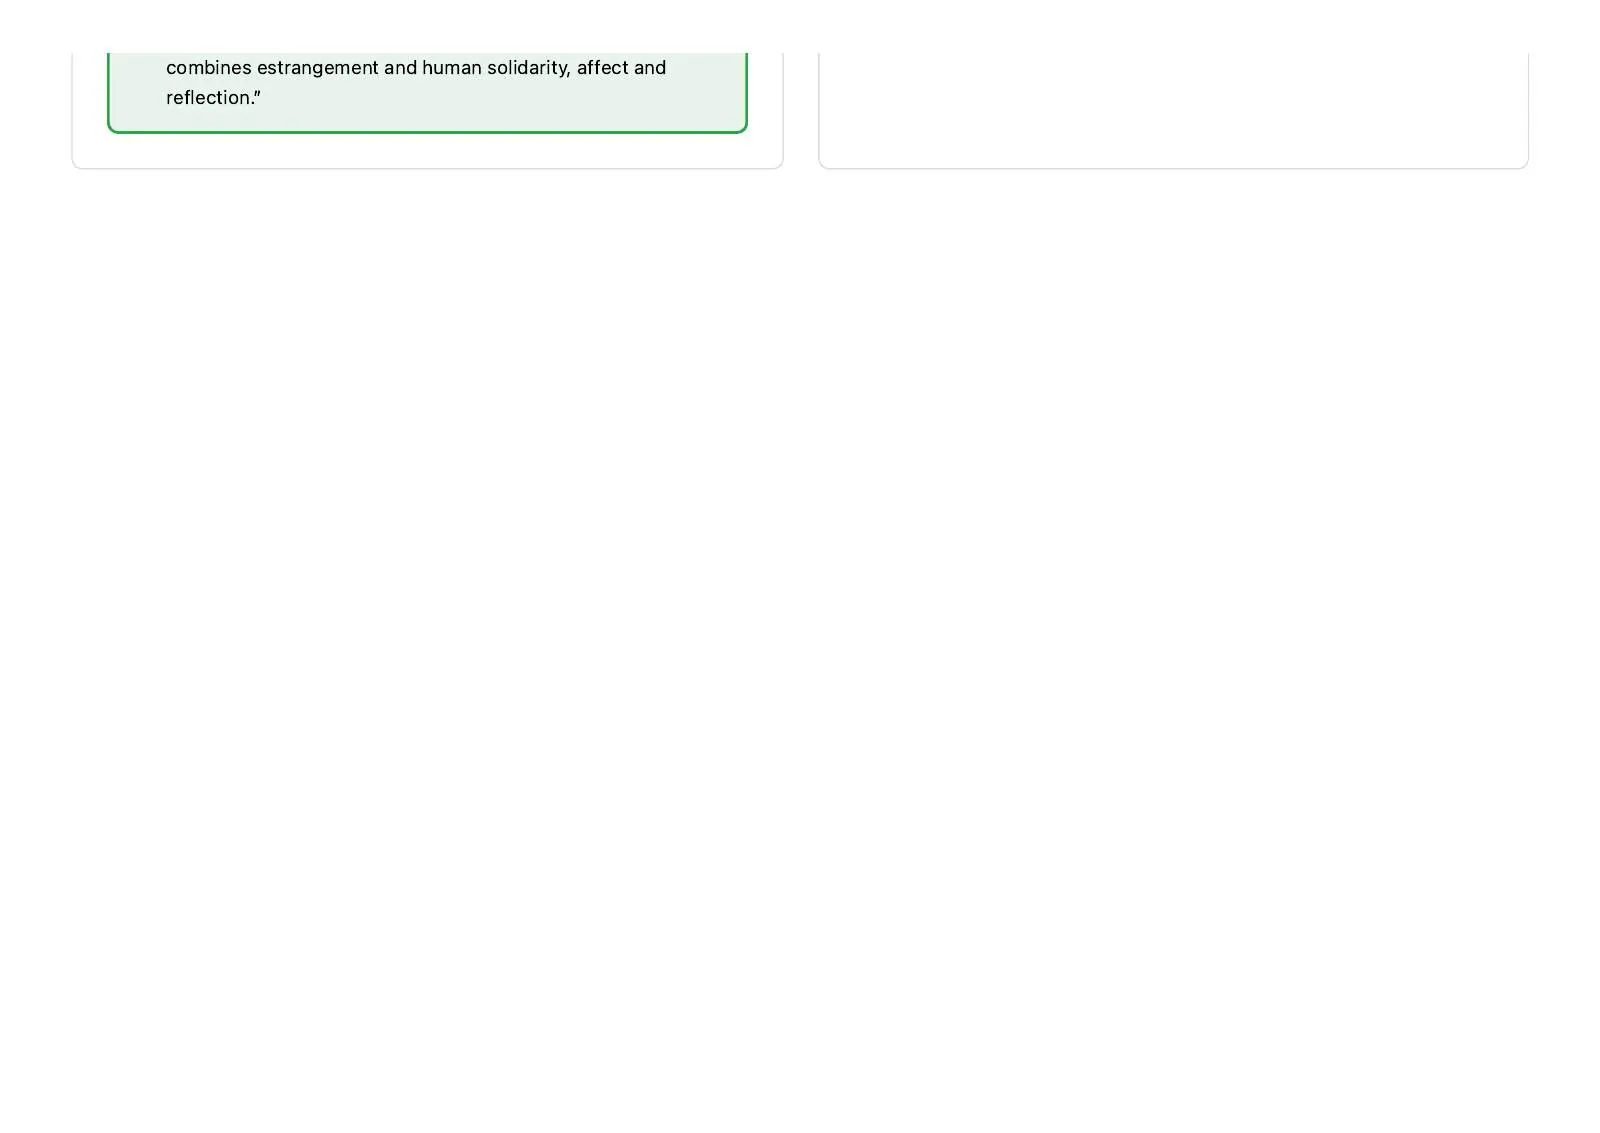 combines estrangement and human solidarity, affect and
reflection.”